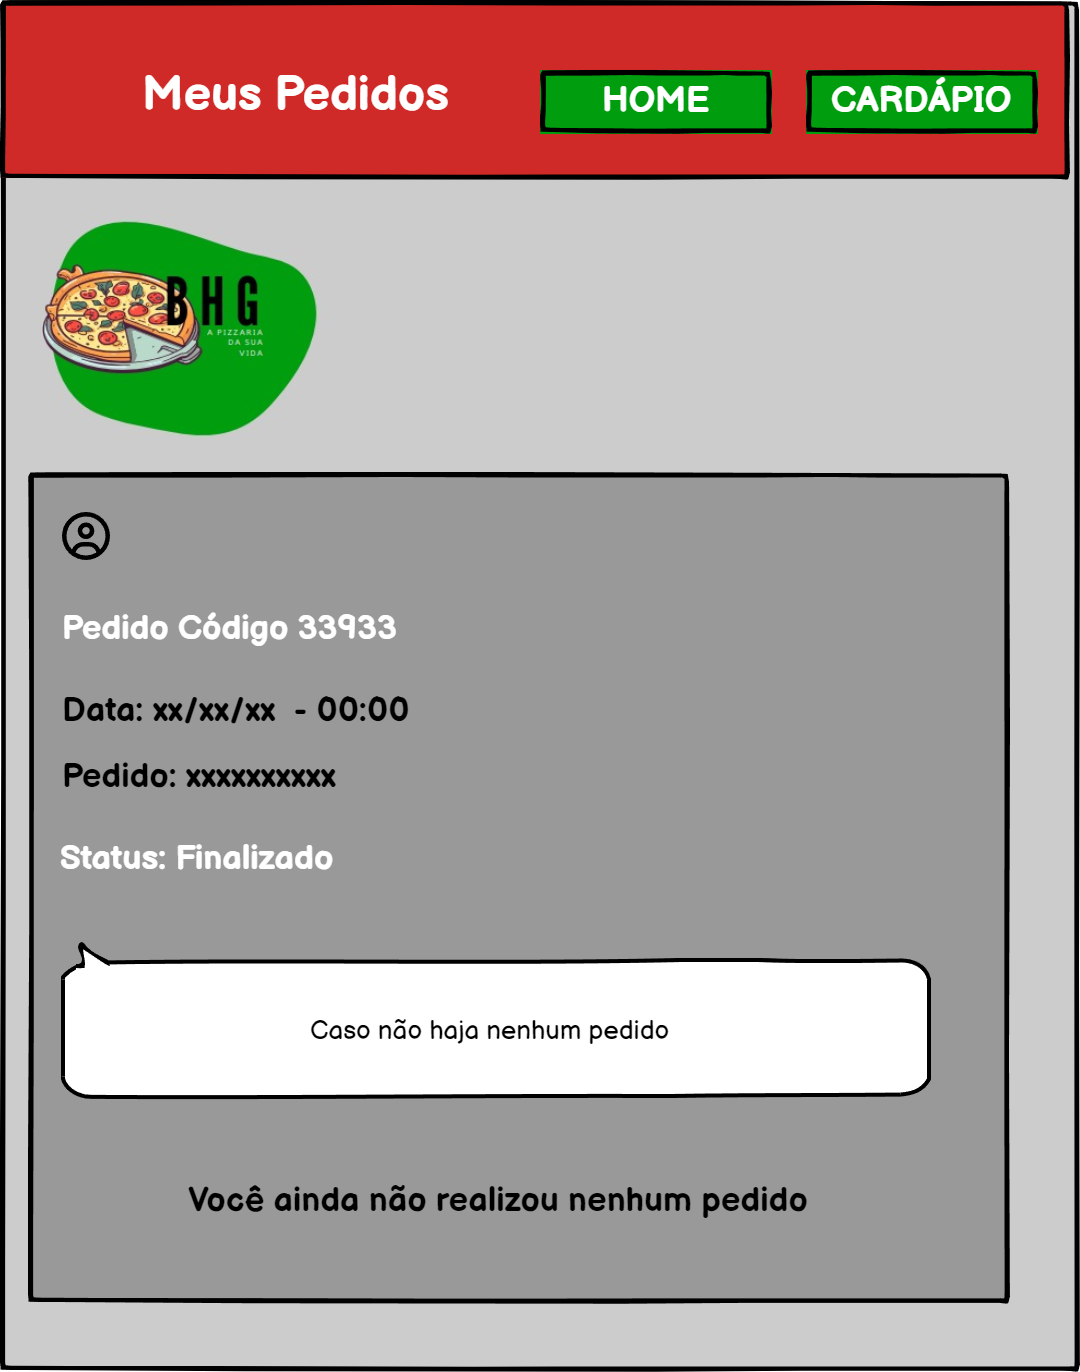 Meus Pedidos
HOME
CARDÁPIO
BHG
A PIZZARIA
DA SUA
VIDA
Pedido Código 33933
Data: xx/xx/xx - 00:00
Pedido: xxxxxxxxxx
Status: Finalizado
Caso não haja nenhum pedido
Você ainda não realizou nenhum pedido